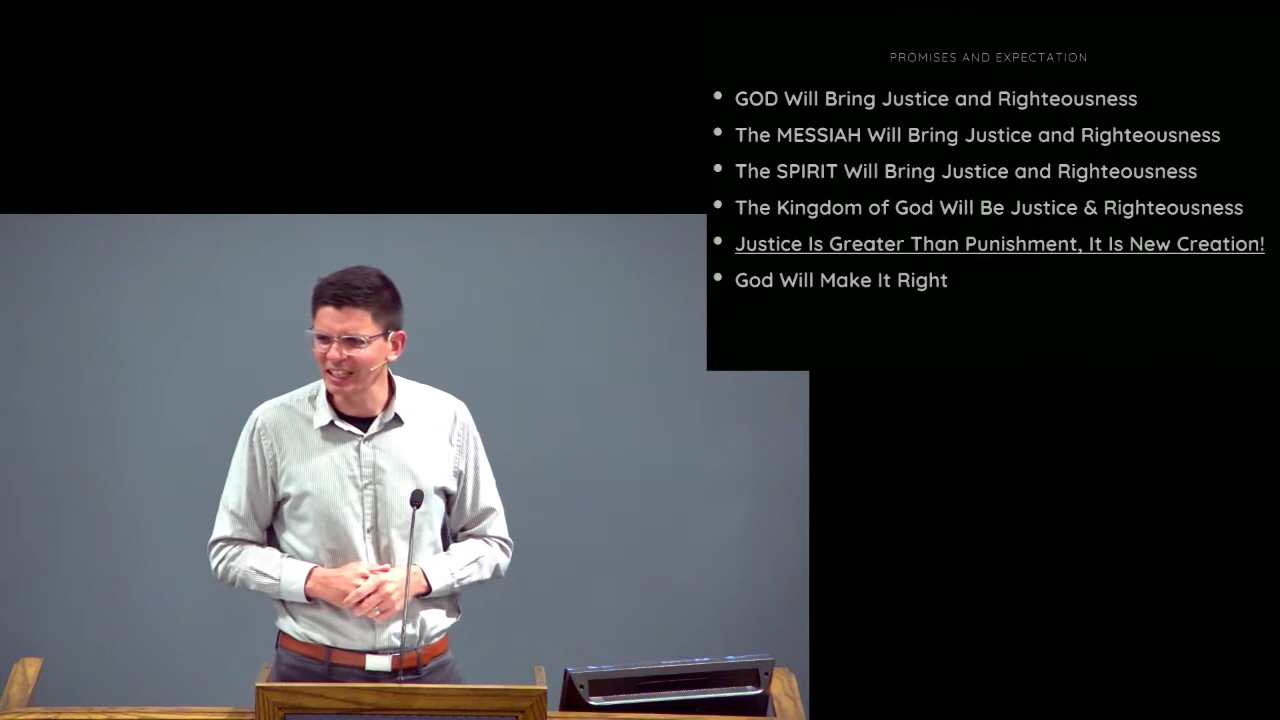 PROMISES AND EXPECTATION
• GOD Will Bring Justice and Righteousness
• The MESSIAH Will Bring Justice and Righteousness
• The SPIRIT Will Bring Justice and Righteousness
• The Kingdom of God Will Be Justice & Righteousness
• Justice Is Greater Than Punishment, It Is New Creation!
• God Will Make It Right